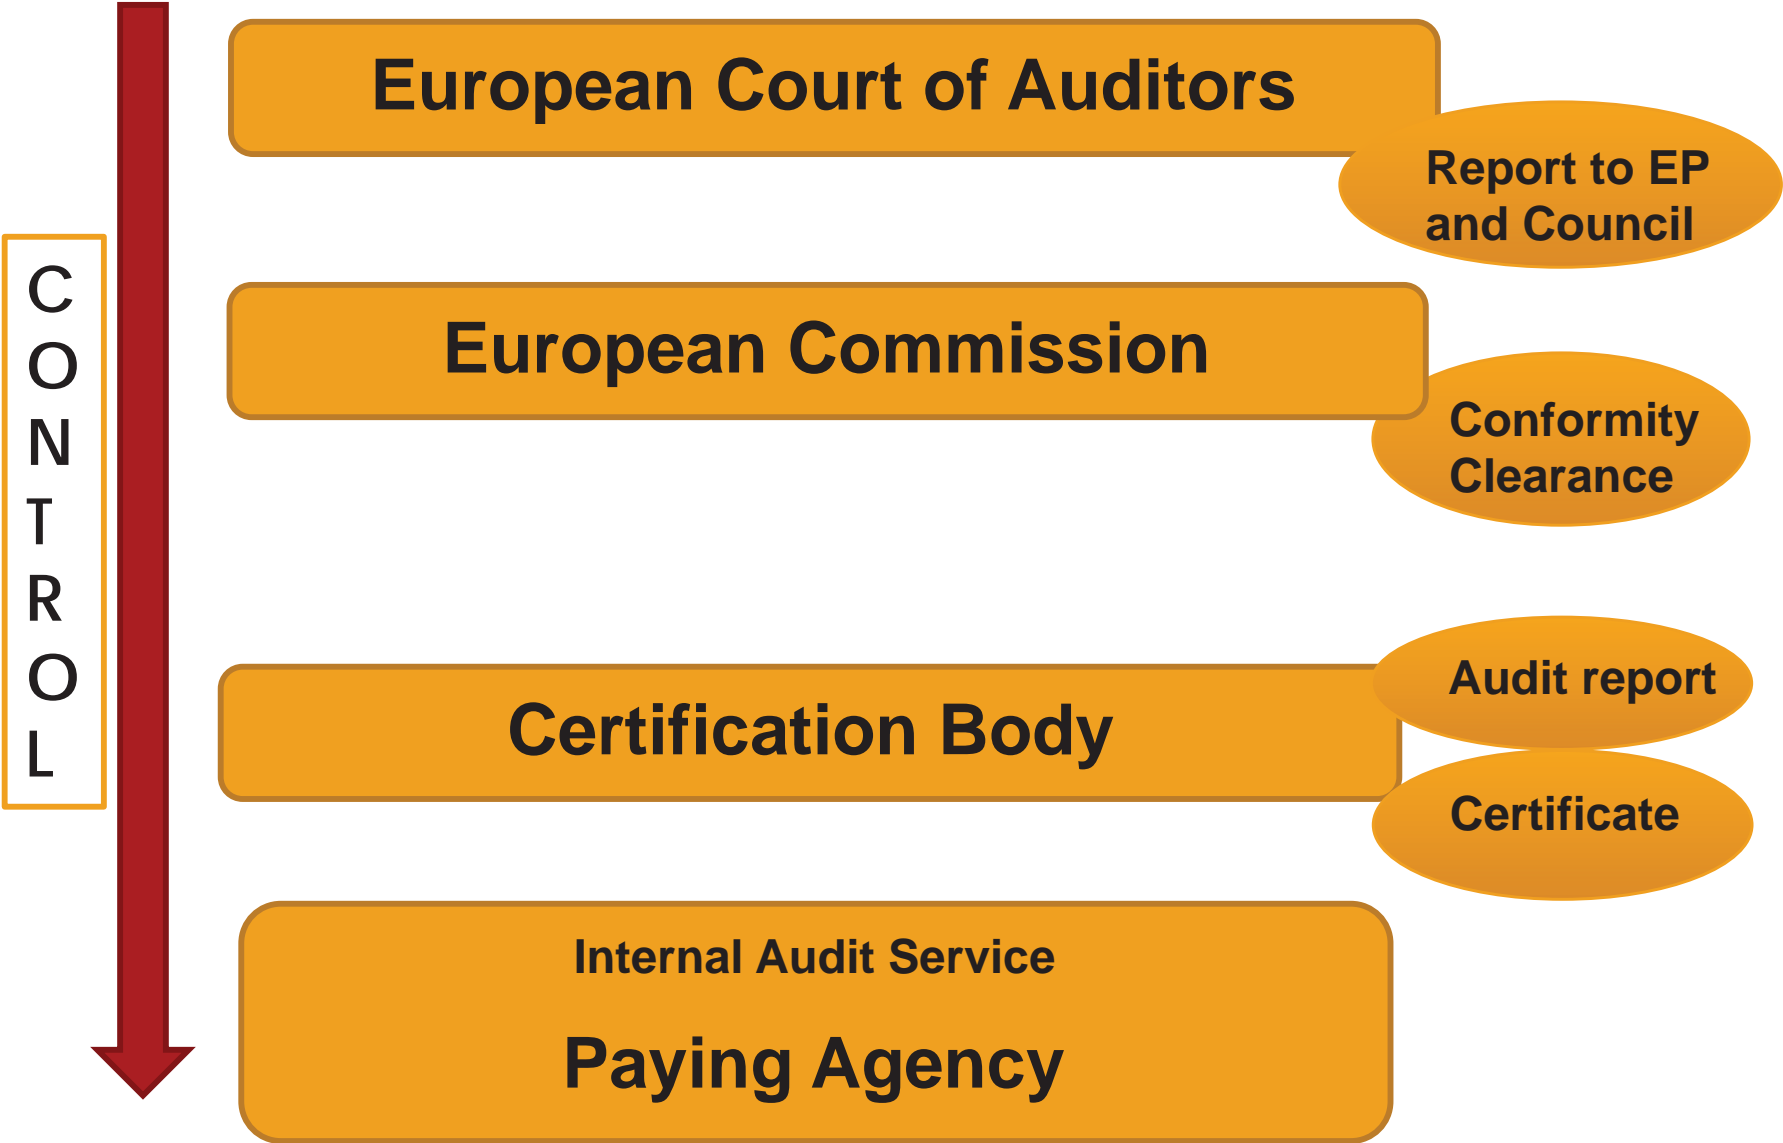 European Court of Auditors
Report to EP
and Council
C
O
N
T
R
O
L
European Commission
Conformity
Clearance
Certification Body
Audit report
Certificate
Internal Audit Service
Paying Agency